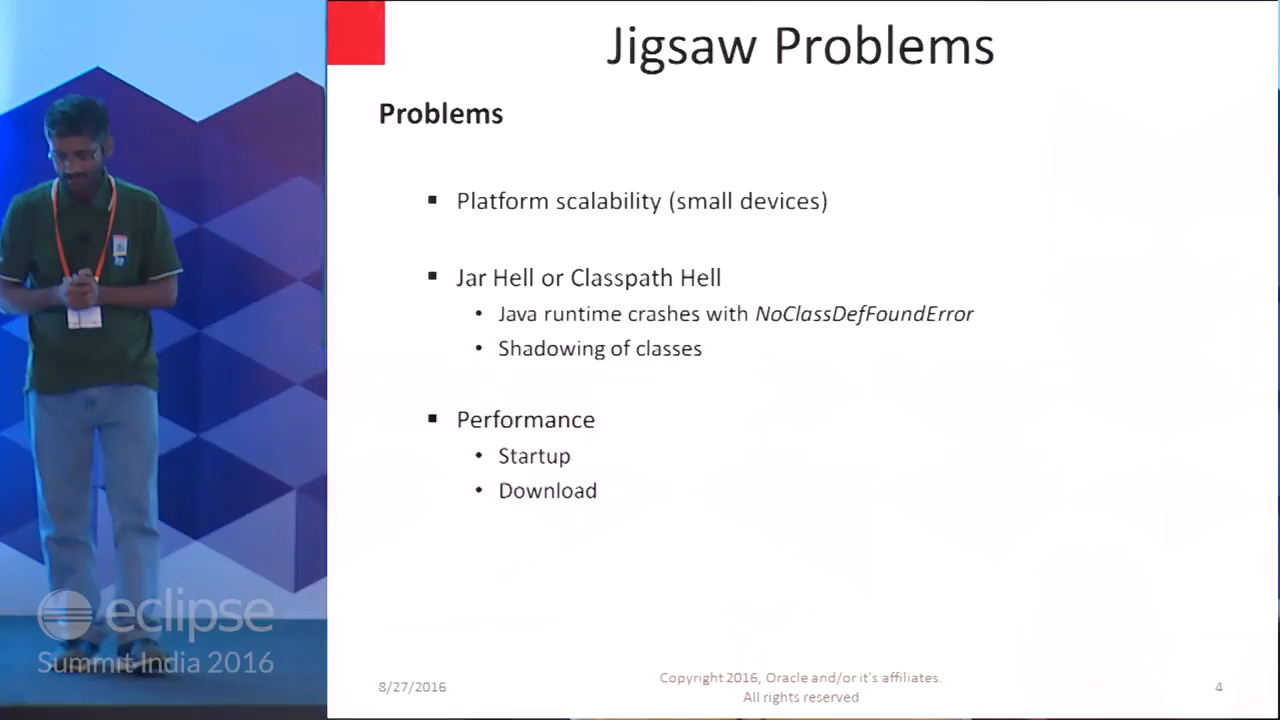 Jigsaw Problems
Problems
▪ Platform scalability (small devices)
▪ Jar Hell or Classpath Hell
• Java runtime crashes with NoClassDefFoundError
• Shadowing of classes
▪ Performance
• Startup
• Download
eclipse
Summit India 2016
8/27/2016
Copyright 2016, Oracle and/or it's affiliates.
All rights reserved
4